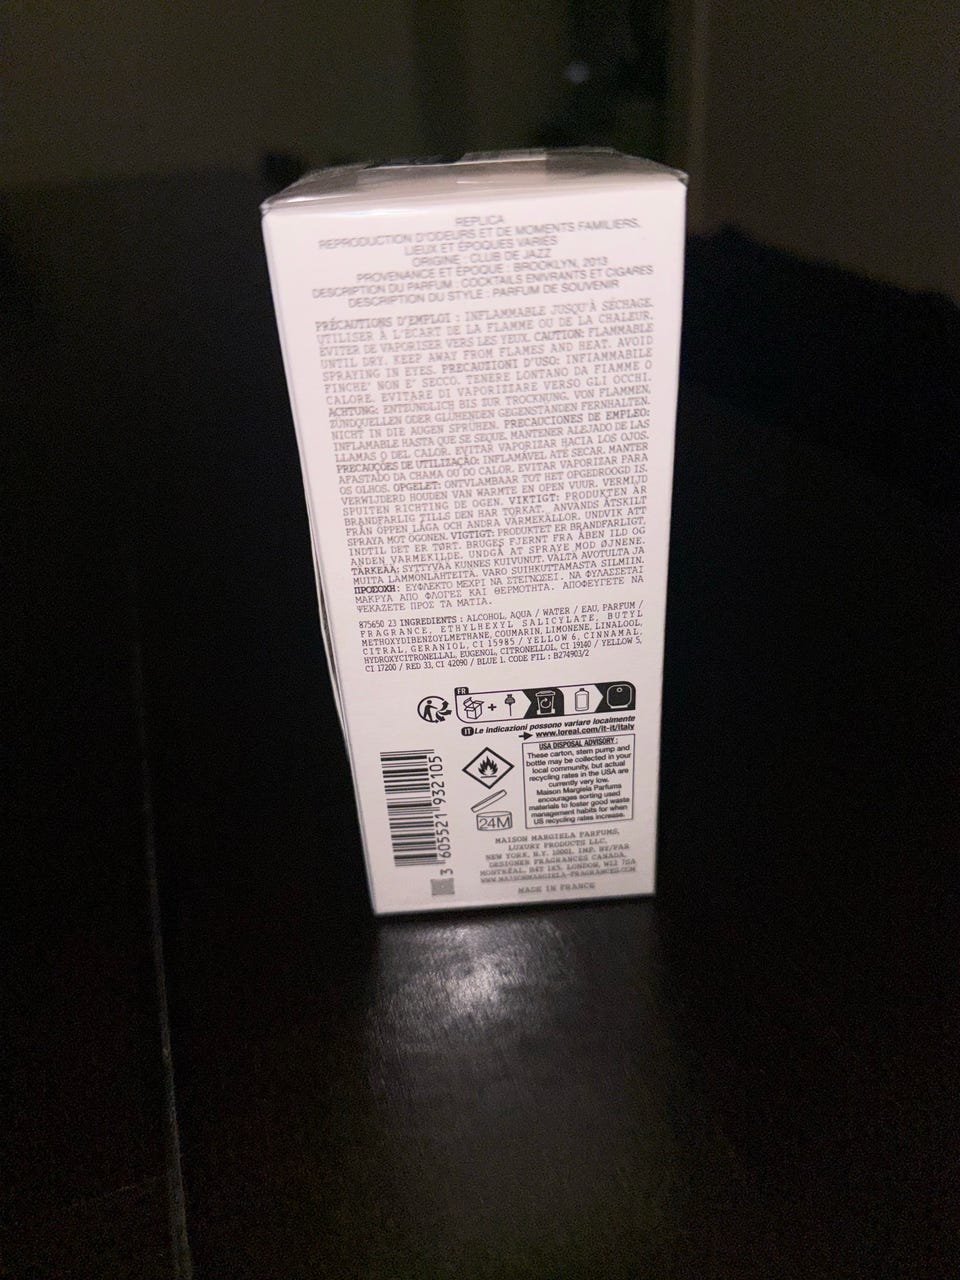 REPLICA
REPRODUCTION D'ODEURS ET DE MOMENTS FAMILIERS,
LIEUX ET ÉPOQUES VARIÉS
ORIGINE : CLUB DE JAZZ
PROVENANCE ET ÉPOQUE : BROOKLYN, 2013
DESCRIPTION DU PARFUM : COCKTAILS ENIVRANTS ET CIGARES
DESCRIPTION DU STYLE : PARFUM DE SOUVENIR
PRÉCAUTIONS D'EMPLOI : INFLAMMABLE JUSQU'À SÉCHAGE.
UTILISER À L'ÉCART DE LA FLAMME OU DE LA CHALEUR.
ÉVITER DE VAPORISER VERS LES YEUX. CAUTION: FLAMMABLE
UNTIL DRY. KEEP AWAY FROM FLAMES AND HEAT. AVOID
SPRAYING IN EYES. PRECAUZIONI D'USO: INFIAMMABILE
FINCHE' NON E' SECCO. TENERE LONTANO DA FIAMME O
CALORE. EVITARE DI VAPORIZZARE VERSO GLI OCCHI.
ACHTUNG: ENTZÜNDLICH BIS ZUR TROCKNUNG. VON FLAMMEN,
ZÜNDQUELLEN ODER GLÜHENDEN GEGENSTÄNDEN FERNHALTEN.
NICHT IN DIE AUGEN SPRÜHEN. PRECAUCIONES DE EMPLEO:
INFLAMABLE HASTA QUE SE SEQUE. MANTENER ALEJADO DE LAS
LLAMAS O DEL CALOR. EVITAR VAPORIZAR HACIA LOS OJOS.
PRECAUÇÕES DE UTILIZAÇÃO: INFLAMÁVEL ATÉ SECAR. MANTER
AFASTADO DA CHAMA OU DO CALOR. EVITAR VAPORIZAR PARA
OS OLHOS. OPGELET: ONTVLAMBAAR TOT HET OPGEDROOGD IS.
VERWIJDERD HOUDEN VAN WARMTE EN OPEN VUUR. VERMIJD
SPUITEN RICHTING DE OGEN. VIKTIGT: PRODUKTEN ÄR
BRANDFARLIG TILLS DEN HAR TORKAT. ANVÄNDS ÅTSKILT
FRÅN ÖPPEN LÅGA OCH ANDRA VÄRMEKÄLLOR. UNDVIK ATT
SPRAYA MOT ÖGONEN. VIGTIGT: PRODUKTET ER BRANDFARLIGT,
INDTIL DET ER TØRT. BRUGES FJERNT FRA ÅBEN ILD OG
ANDEN VARMEKILDE. UNDGÅ AT SPRAYE MOD ØJNENE.
TÄRKEÄÄ: SYTTYVÄÄ KUNNES KUIVUNUT. VÄLTÄ AVOTULTA JA
MUITA LÄMMÖNLÄHTEITÄ. VARO SUIHKUTTAMASTA SILMIIN.
ΠΡΟΣΟΧΗ: ΕΥΦΛΕΚΤΟ ΜΕΧΡΙ ΝΑ ΣΤΕΓΝΩΣΕΙ. ΝΑ ΦΥΛΑΣΣΕΤΑΙ
ΜΑΚΡΥΑ ΑΠΟ ΦΛΟΓΕΣ ΚΑΙ ΘΕΡΜΟΤΗΤΑ. ΑΠΟΦΕΥΓΕΤΕ ΝΑ
ΨΕΚΑΖΕΤΕ ΠΡΟΣ ΤΑ ΜΑΤΙΑ.
875650 23 INGREDIENTS : ALCOHOL, AQUA / WATER / EAU, PARFUM /
FRAGRANCE, ETHYLHEXYL SALICYLATE, BUTYL
METHOXYDIBENZOYLMETHANE, COUMARIN, LIMONENE, LINALOOL,
CITRAL, GERANIOL, CI 15985 / YELLOW 6, CINNAMAL,
HYDROXYCITRONELLAL, EUGENOL, CITRONELLOL, CI 19140 / YELLOW 5,
CI 17200 / RED 33, CI 42090 / BLUE 1. CODE FIL : B274903/2
FR
+
IT Le indicazioni possono variare localmente
www.loreal.com/it-it/italy
USA DISPOSAL ADVISORY :
These carton, stem pump and
bottle may be collected in your
local community, but actual
recycling rates in the USA are
currently very low.
Maison Margiela Parfums
encourages sorting used
materials to foster good waste
management habits for when
US recycling rates increase.
24M
3 605521 932105
MAISON MARGIELA PARFUMS,
LUXURY PRODUCTS LLC,
NEW YORK, N.Y. 10001. IMP. BY/PAR
DESIGNER FRAGRANCES CANADA,
MONTRÉAL, H4T 1K5, LONDON, W12 7SA
WWW.MAISONMARGIELA-FRAGRANCES.COM
MADE IN FRANCE